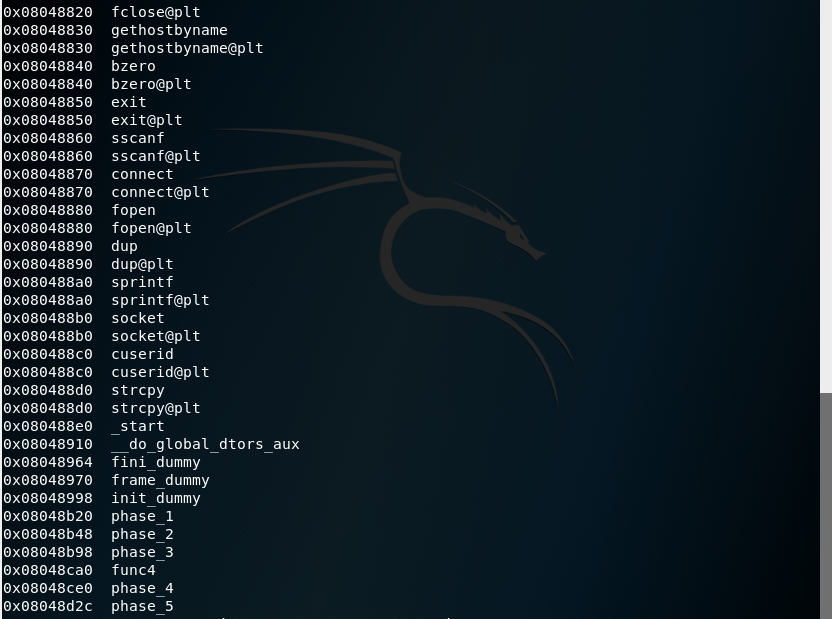 0x08048820  fclose@plt
0x08048830  gethostbyname
0x08048830  gethostbyname@plt
0x08048840  bzero
0x08048840  bzero@plt
0x08048850  exit
0x08048850  exit@plt
0x08048860  sscanf
0x08048860  sscanf@plt
0x08048870  connect
0x08048870  connect@plt
0x08048880  fopen
0x08048880  fopen@plt
0x08048890  dup
0x08048890  dup@plt
0x080488a0  sprintf
0x080488a0  sprintf@plt
0x080488b0  socket
0x080488b0  socket@plt
0x080488c0  cuserid
0x080488c0  cuserid@plt
0x080488d0  strcpy
0x080488d0  strcpy@plt
0x080488e0  _start
0x08048910  __do_global_dtors_aux
0x08048964  fini_dummy
0x08048970  frame_dummy
0x08048998  init_dummy
0x08048b20  phase_1
0x08048b48  phase_2
0x08048b98  phase_3
0x08048ca0  func4
0x08048ce0  phase_4
0x08048d2c  phase_5